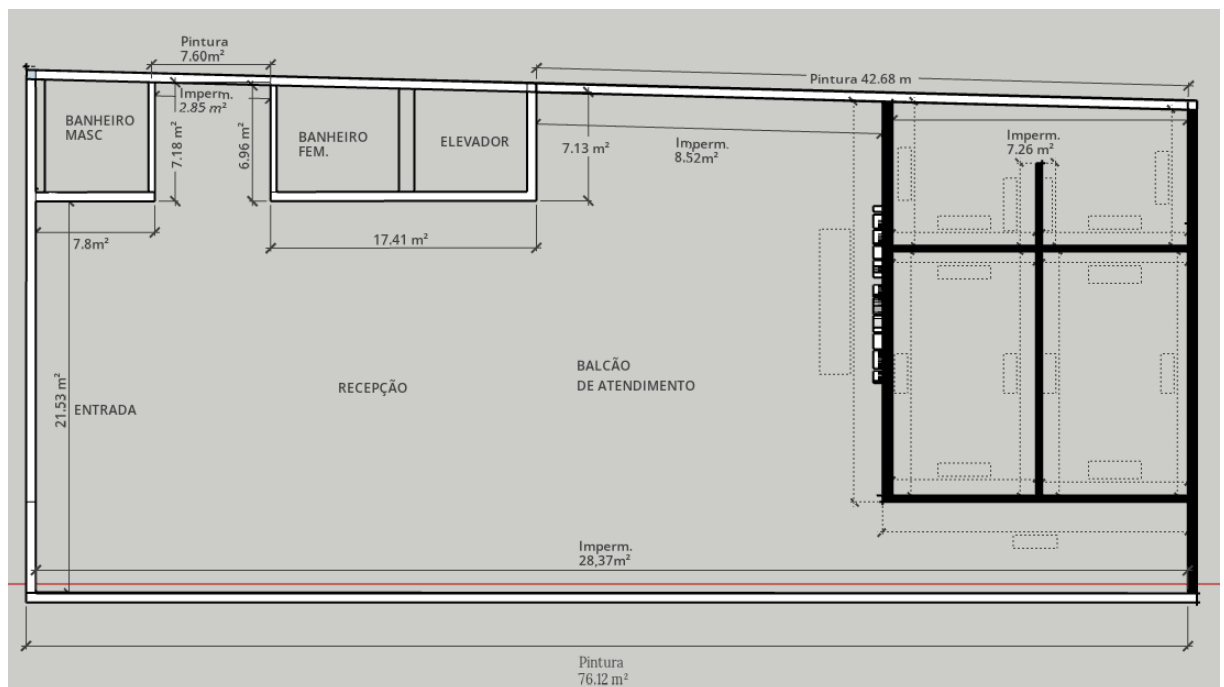 Pintura
7.60m²
Pintura 42.68 m
Imperm.
2.85 m²
BANHEIRO
MASC
7.18 m²
6.96 m²
BANHEIRO
FEM.
ELEVADOR
7.13 m²
Imperm.
8.52m²
Imperm.
7.26 m²
7.8m²
17.41 m²
21.53 m²
ENTRADA
RECEPÇÃO
BALCÃO
DE ATENDIMENTO
Imperm.
28,37m²
Pintura
76.12 m²